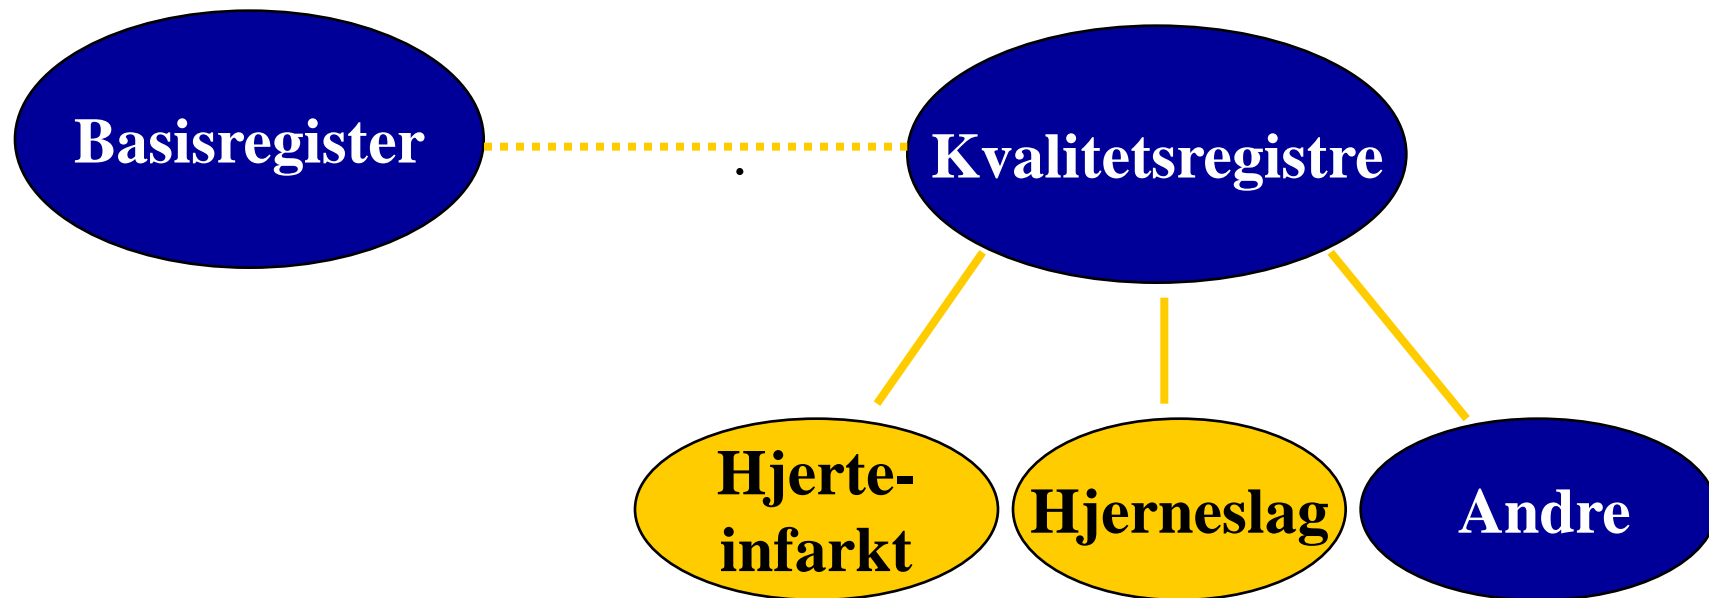 Basisregister
Kvalitetsregistre
.
Hjerte-
infarkt
Hjerneslag
Andre